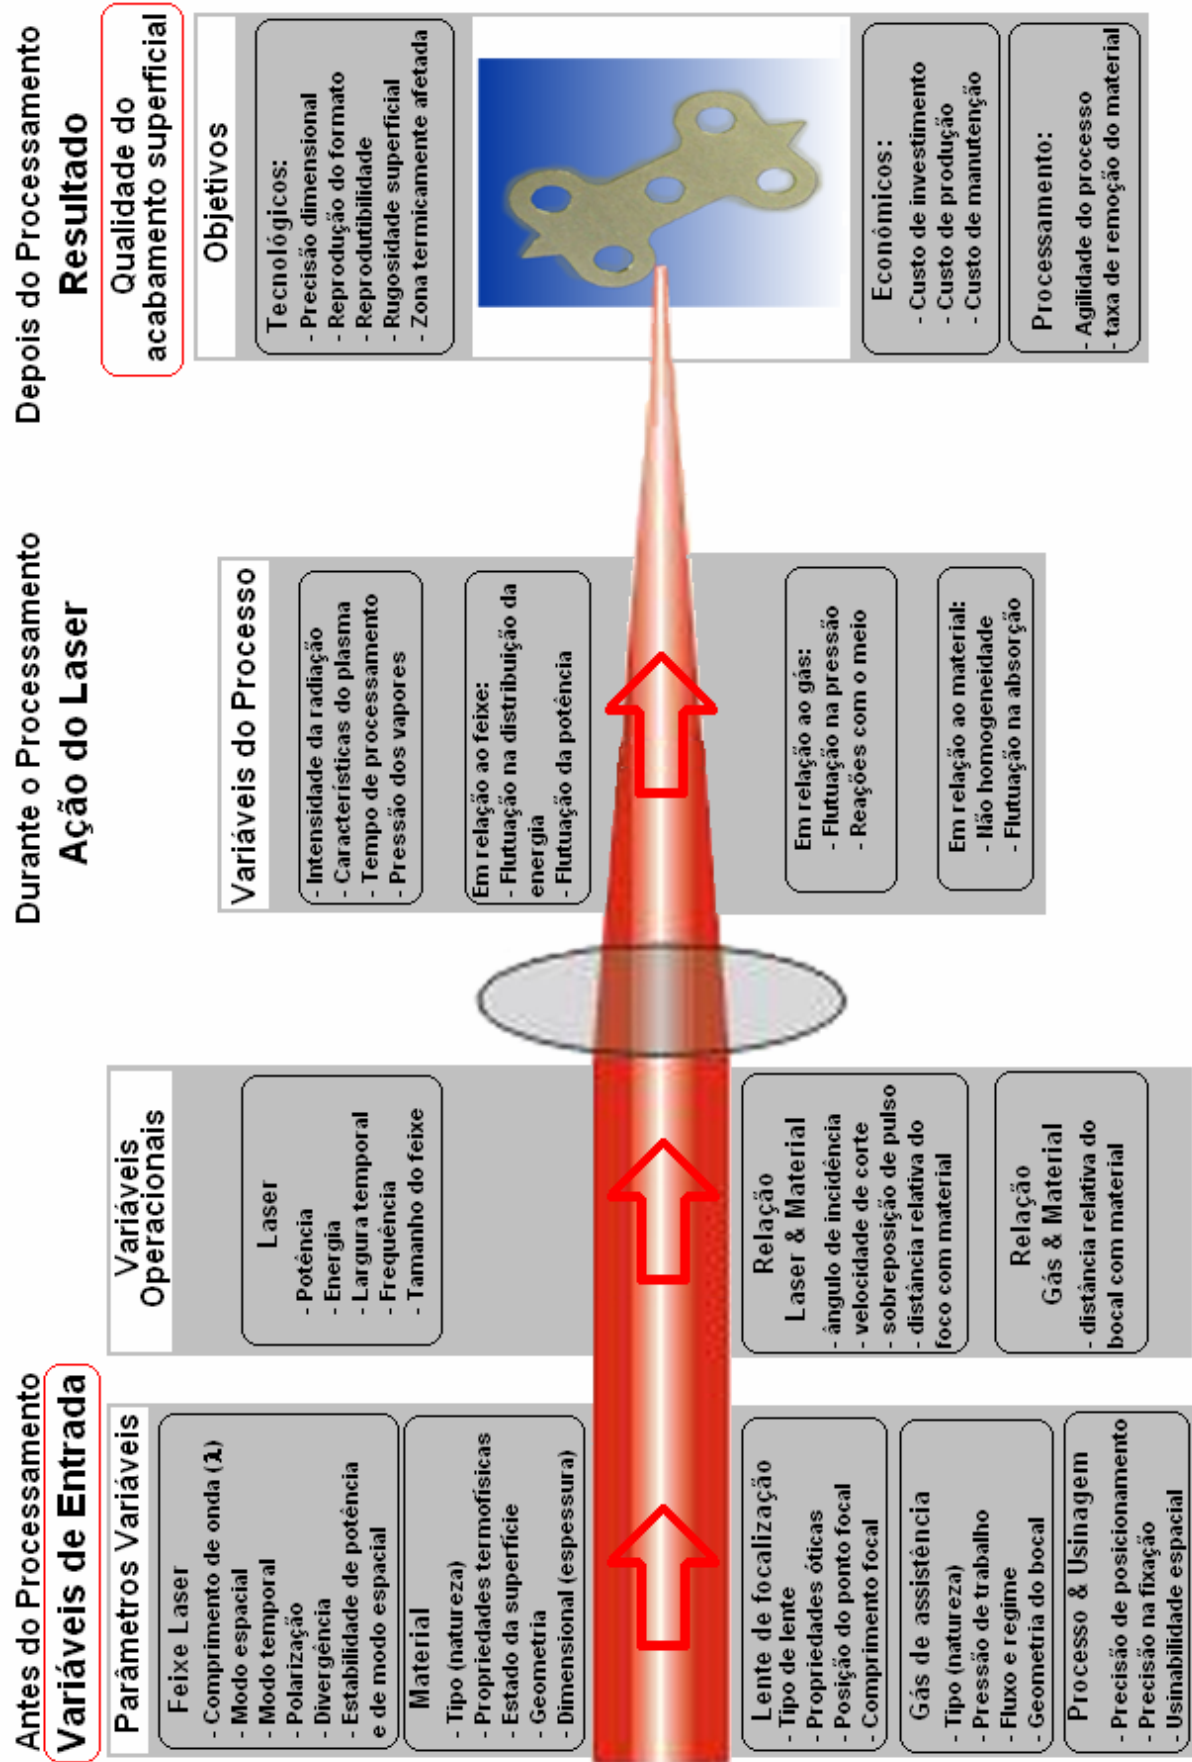 Antes do Processamento
Variáveis de Entrada
Parâmetros Variáveis
Feixe Laser
- Comprimento de onda (λ)
- Modo espacial
- Modo temporal
- Polarização
- Divergência
- Estabilidade de potência
e de modo espacial
Material
- Tipo (natureza)
- Propriedades termofísicas
- Estado da superfície
- Geometria
- Dimensional (espessura)
Lente de focalização
- Tipo de lente
- Propriedades óticas
- Posição do ponto focal
- Comprimento focal
Gás de assistência
- Tipo (natureza)
- Pressão de trabalho
- Fluxo e regime
- Geometria do bocal
Processo & Usinagem
- Precisão de posicionamento
- Precisão na fixação
- Usinabilidade espacial
Variáveis
Operacionais
Laser
- Potência
- Energia
- Largura temporal
- Frequência
- Tamanho do feixe
Relação
Laser & Material
- ângulo de incidência
- velocidade de corte
- sobreposição de pulso
- distância relativa do
foco com material
Relação
Gás & Material
- distância relativa do
bocal com material
Durante o Processamento
Ação do Laser
Variáveis do Processo
- Intensidade da radiação
- Características do plasma
- Tempo de processamento
- Pressão dos vapores
Em relação ao feixe:
- Flutuação na distribuição da
energia
- Flutuação da potência
Em relação ao gás:
- Flutuação na pressão
- Reações com o meio
Em relação ao material:
- Não homogeneidade
- Flutuação na absorção
Depois do Processamento
Resultado
Qualidade do
acabamento superficial
Objetivos
Tecnológicos:
- Precisão dimensional
- Reprodução do formato
- Reprodutibilidade
- Rugosidade superficial
- Zona termicamente afetada
Econômicos:
- Custo de investimento
- Custo de produção
- Custo de manutenção
Processamento:
- Agilidade do processo
- taxa de remoção do material